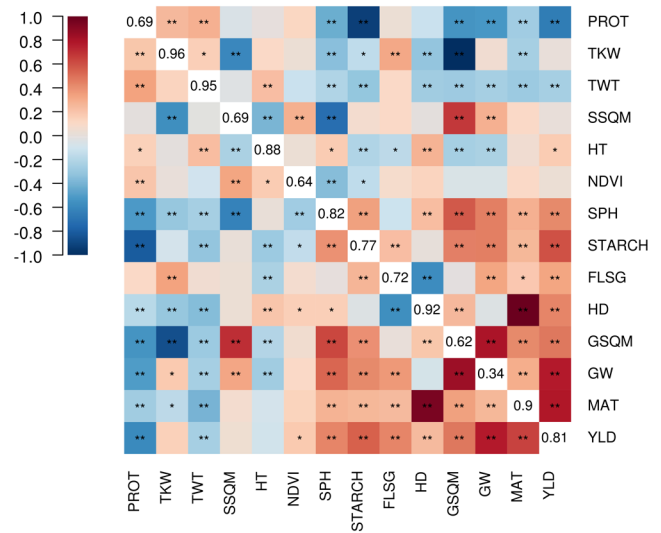 1.0
0.8
0.6
0.4
0.2
0.0
-0.2
-0.4
-0.6
-0.8
-1.0
0.69 ** ** ** ** ** ** ** ** PROT
** 0.96 * ** ** * ** ** ** ** TKW
** 0.95 ** ** ** ** ** ** ** ** TWT
** 0.69 ** ** ** ** ** SSQM
* ** ** 0.88 * ** * ** ** ** * HT
** ** * 0.64 ** * NDVI
** ** ** ** ** 0.82 ** ** ** ** ** ** SPH
** ** ** * ** 0.77 ** ** ** ** ** STARCH
** ** ** 0.72 ** ** * ** FLSG
** ** ** ** * * ** 0.92 ** ** ** HD
** ** ** ** ** ** ** ** ** 0.62 ** ** ** GSQM
** * ** ** ** ** ** ** ** 0.34 ** ** GW
** * ** ** ** ** ** ** ** 0.9 ** MAT
** ** * ** ** ** ** ** ** ** 0.81 YLD
PROT
TKW
TWT
SSQM
HT
NDVI
SPH
STARCH
FLSG
HD
GSQM
GW
MAT
YLD